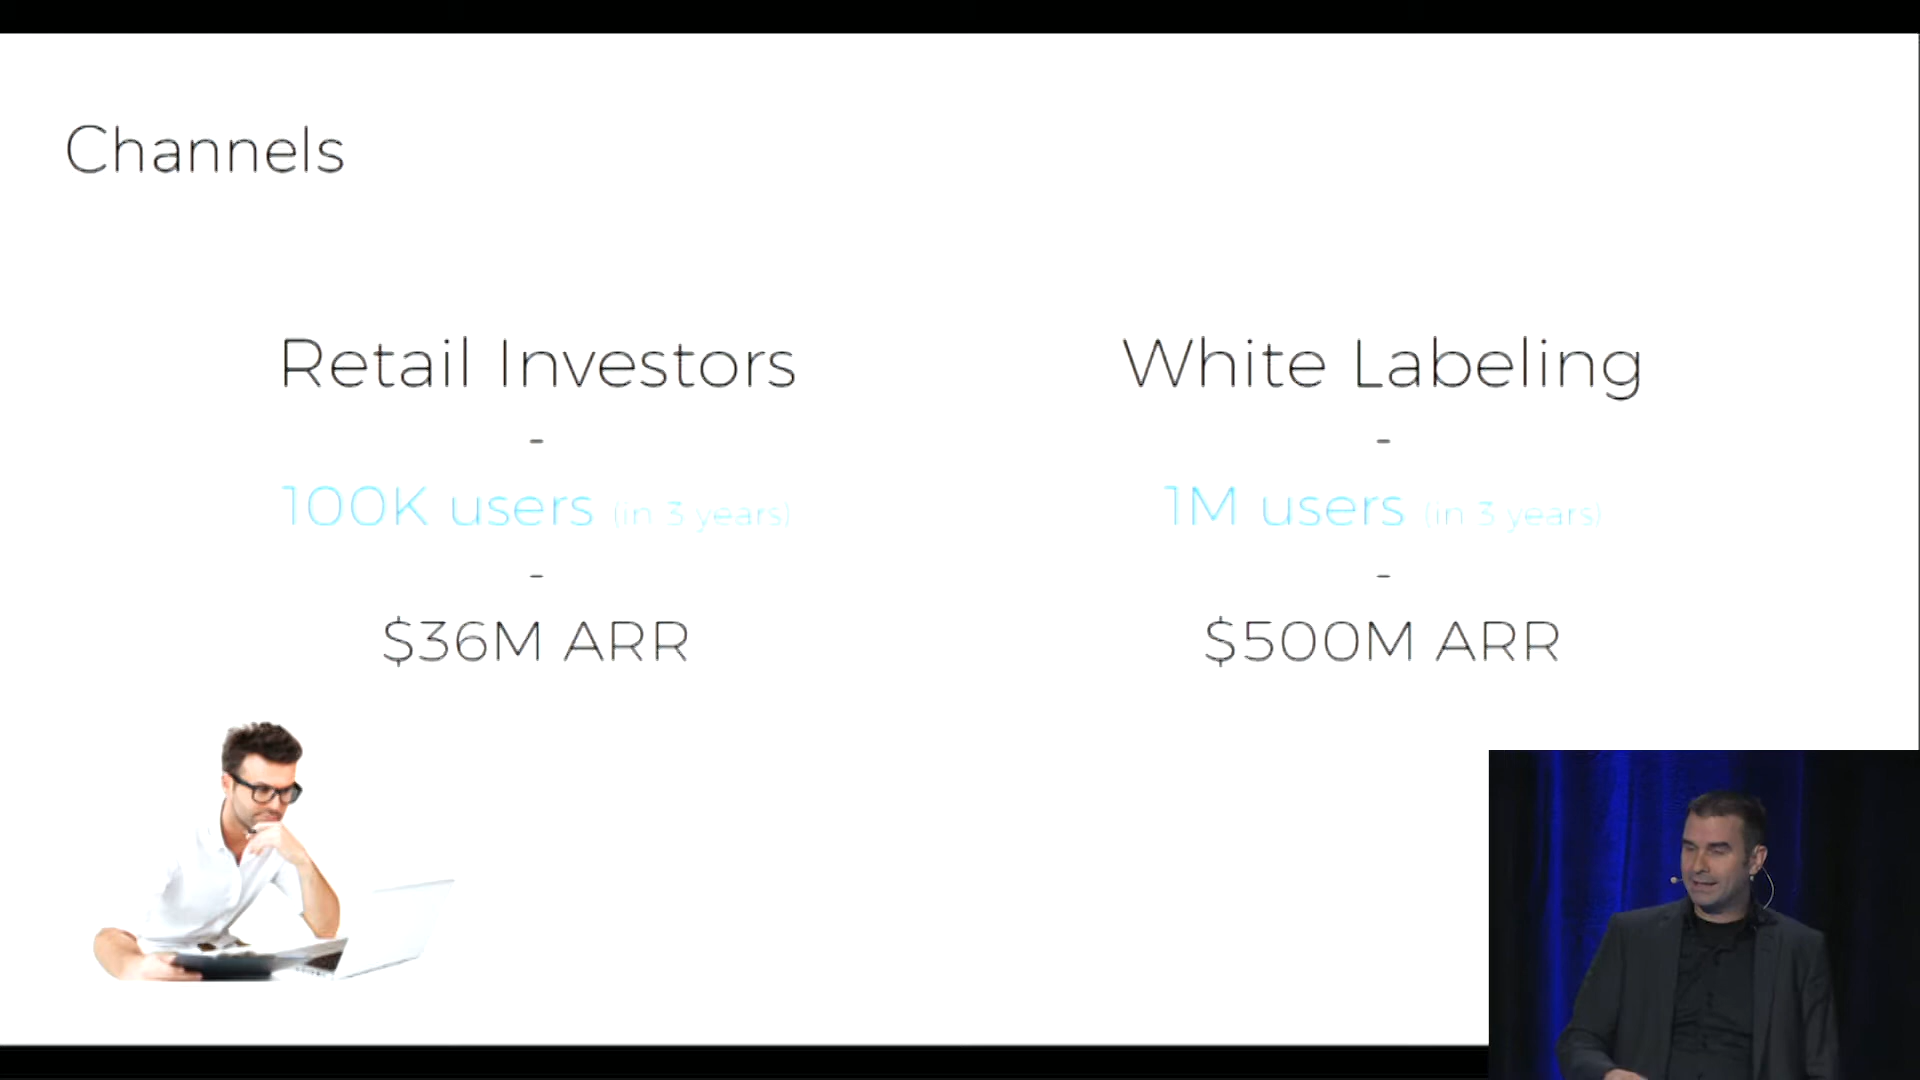 Channels
Retail Investors
-
100K users (in 3 years)
-
$36M ARR
White Labeling
-
1M users (in 3 years)
-
$500M ARR